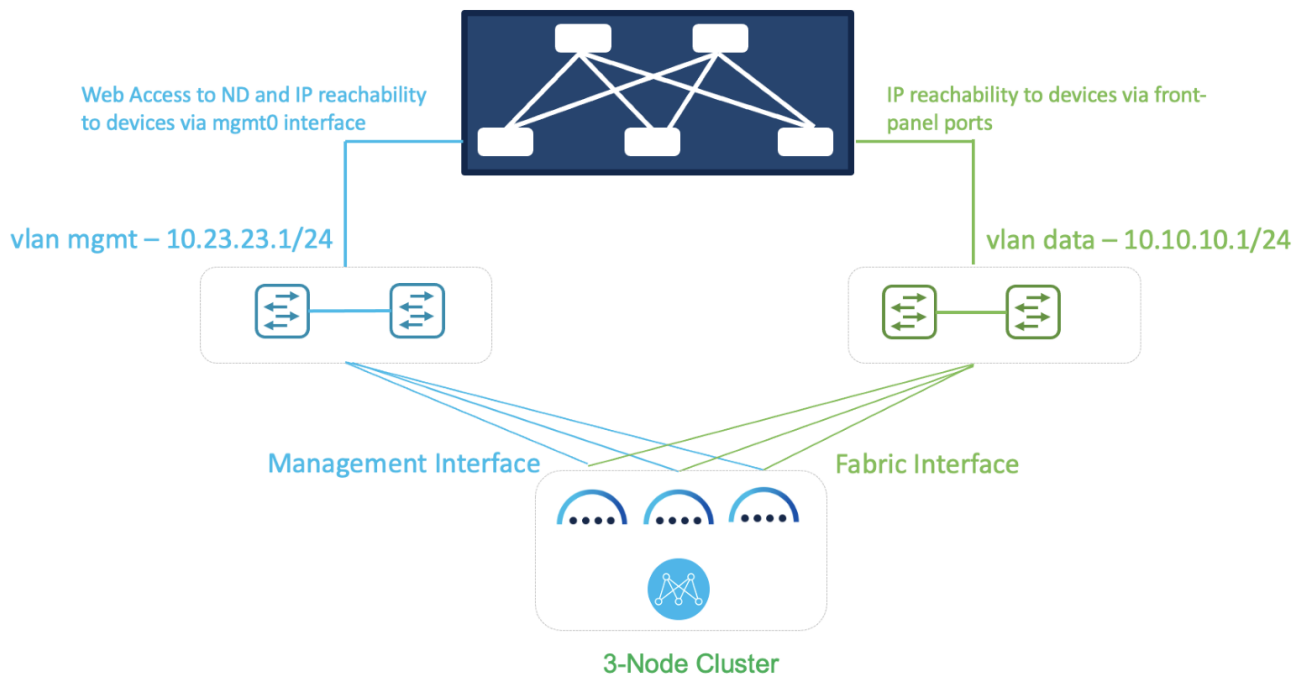 Web Access to ND and IP reachability
to devices via mgmt0 interface
IP reachability to devices via front-
panel ports
vlan mgmt – 10.23.23.1/24
vlan data – 10.10.10.1/24
Management Interface
Fabric Interface
3-Node Cluster